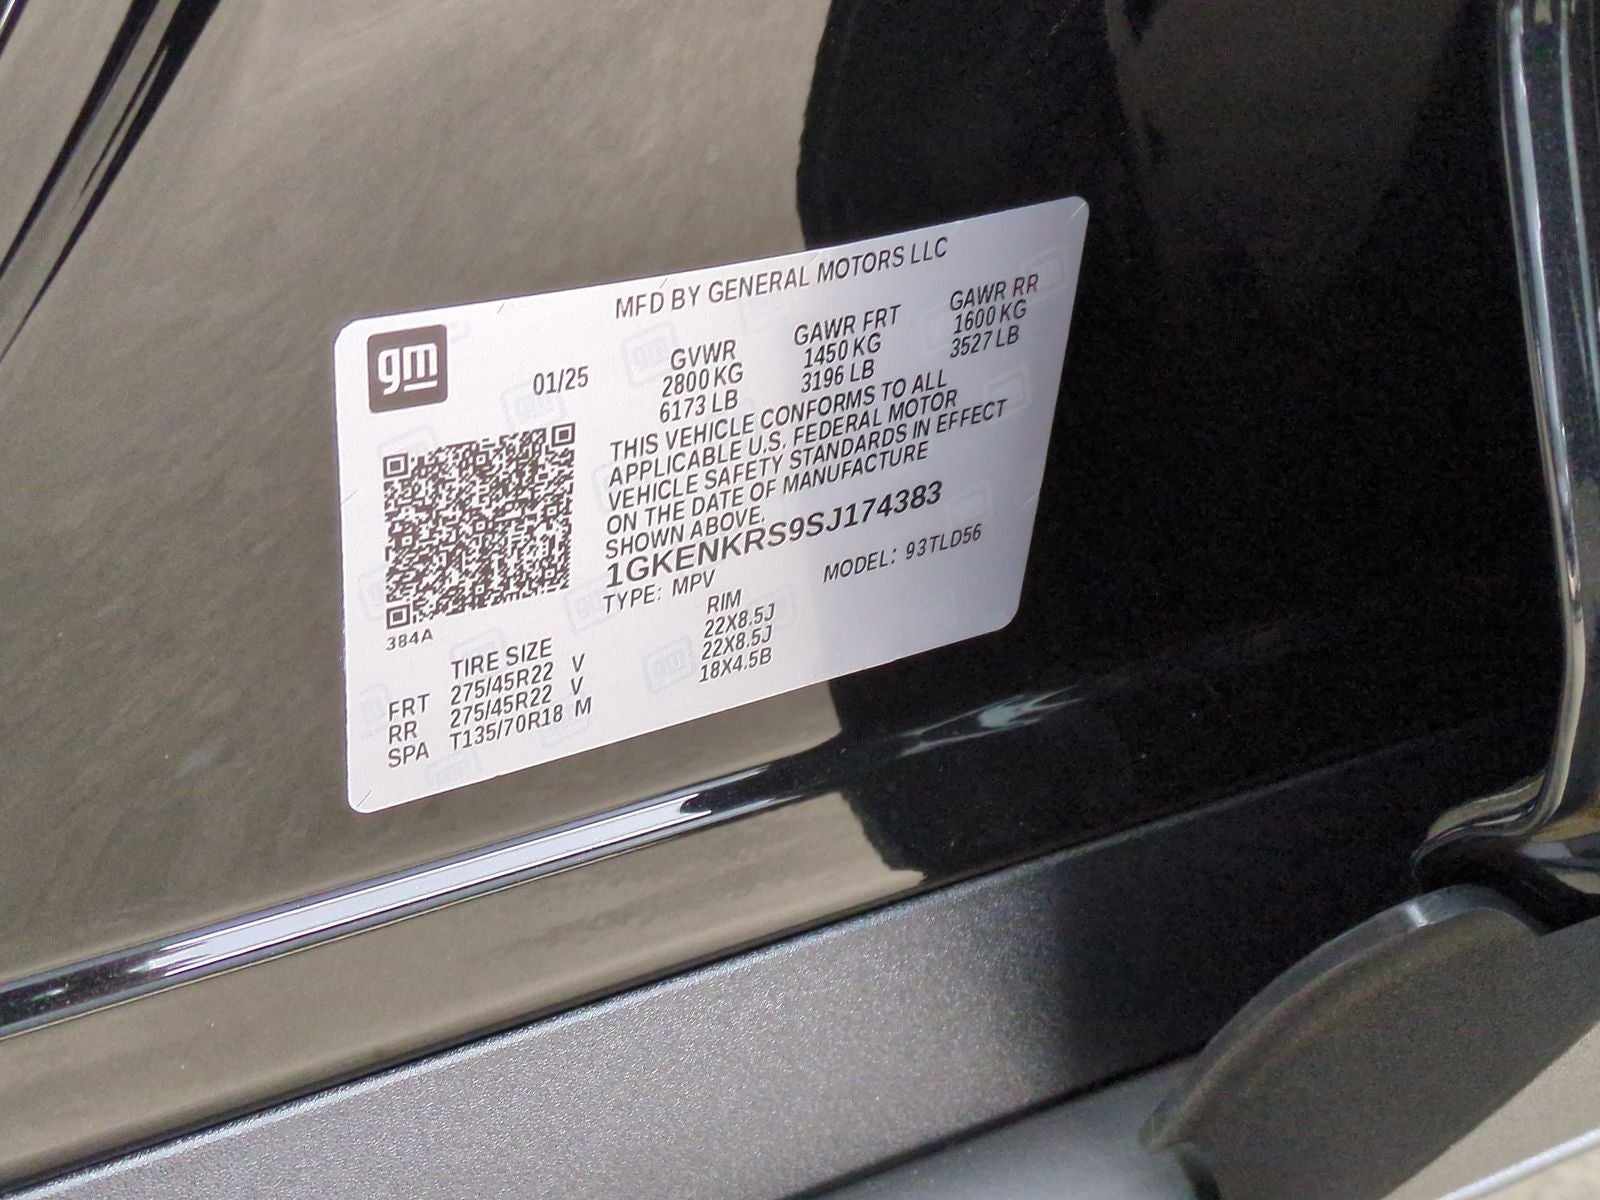 MFD BY GENERAL MOTORS LLC
gm
01/25
GVWR GAWR FRT GAWR RR
2800 KG 1450 KG 1600 KG
6173 LB 3196 LB 3527 LB
THIS VEHICLE CONFORMS TO ALL
APPLICABLE U.S. FEDERAL MOTOR
VEHICLE SAFETY STANDARDS IN EFFECT
ON THE DATE OF MANUFACTURE
SHOWN ABOVE.
1GKENKRS9SJ174383
TYPE: MPV MODEL: 93TLD56
384A
TIRE SIZE RIM
FRT 275/45R22 V 22X8.5J
RR 275/45R22 V 22X8.5J
SPA T135/70R18 M 18X4.5B